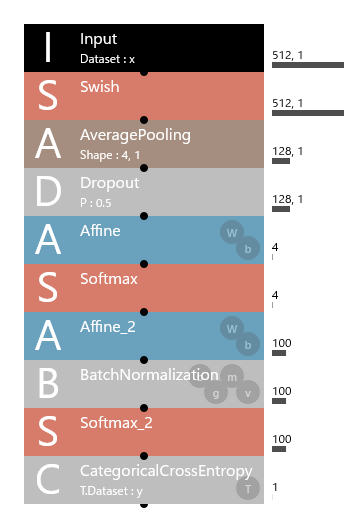 I Input 512, 1
Dataset : x
S Swish 512, 1
A AveragePooling 128, 1
Shape : 4, 1
D Dropout 128, 1
P : 0.5
A Affine W b 4
S Softmax 4
A Affine_2 W b 100
B BatchNormalization m g v 100
S Softmax_2 100
C CategoricalCrossEntropy T 1
T.Dataset : y